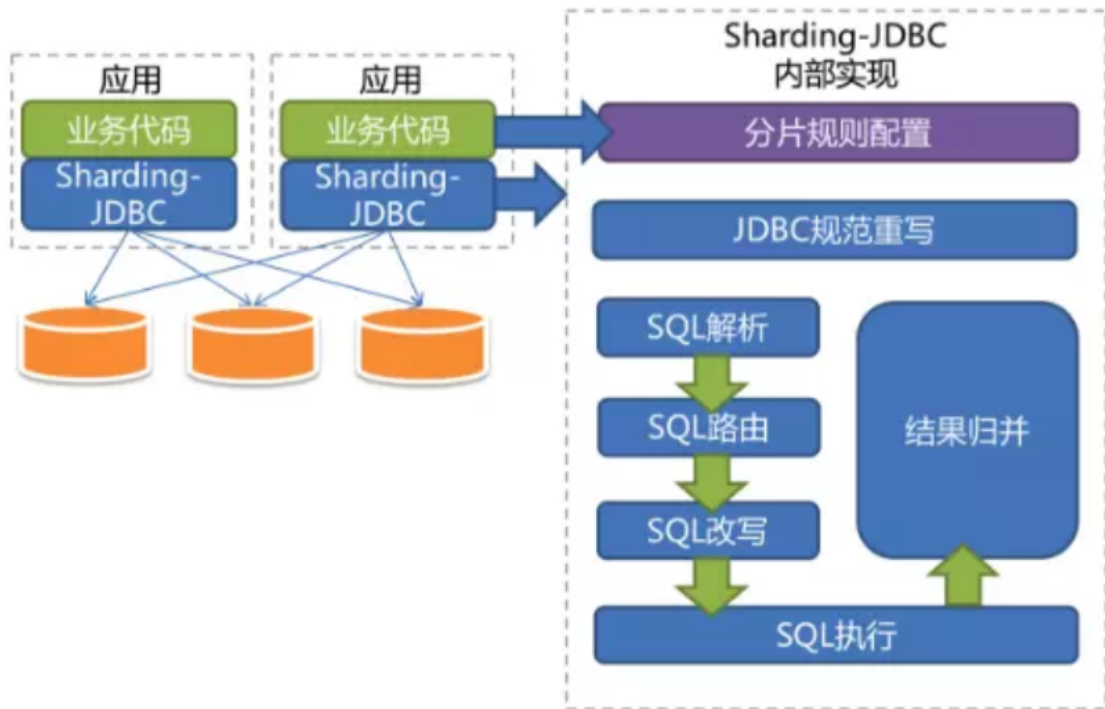 应用
业务代码
Sharding-
JDBC
应用
业务代码
Sharding-
JDBC
Sharding-JDBC
内部实现
分片规则配置
JDBC规范重写
SQL解析
SQL路由
SQL改写
结果归并
SQL执行